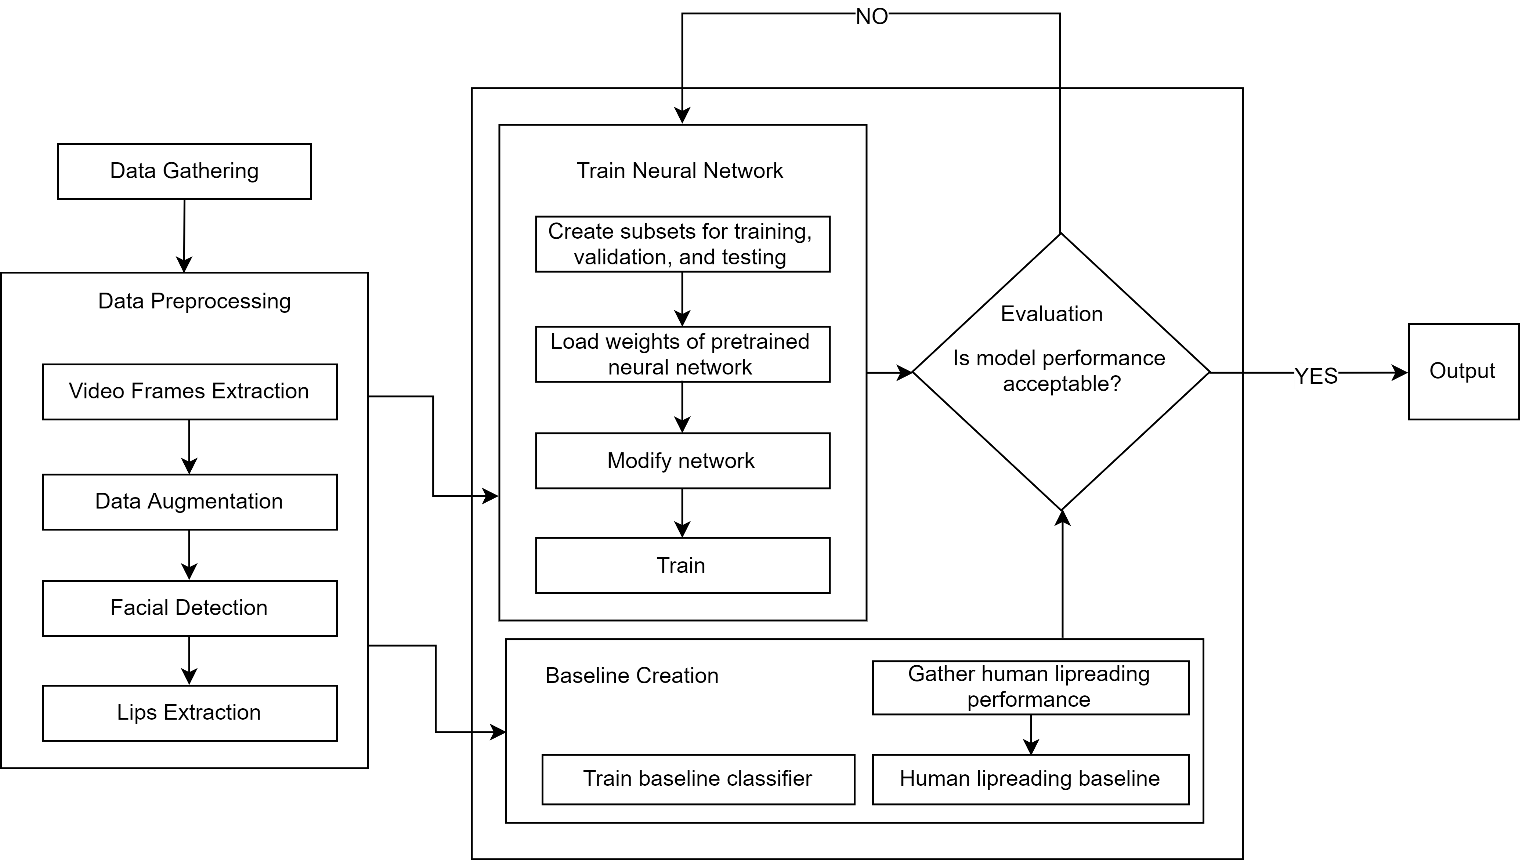 NO
Data Gathering
Data Preprocessing
Video Frames Extraction
Data Augmentation
Facial Detection
Lips Extraction
Train Neural Network
Create subsets for training,
validation, and testing
Load weights of pretrained
neural network
Modify network
Train
Baseline Creation
Train baseline classifier
Gather human lipreading
performance
Human lipreading baseline
Evaluation
Is model performance
acceptable?
YES
Output